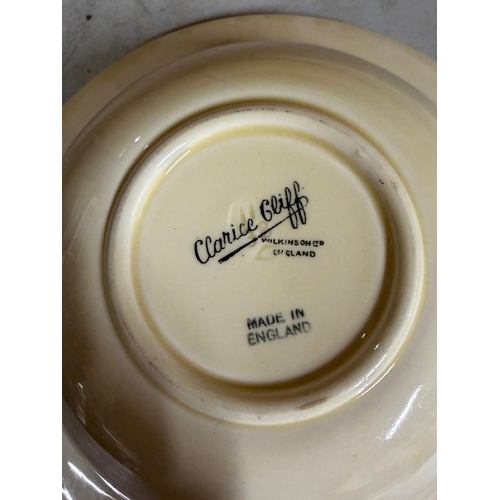 Clarice Cliff
WILKINSON LTD
ENGLAND
MADE IN
ENGLAND